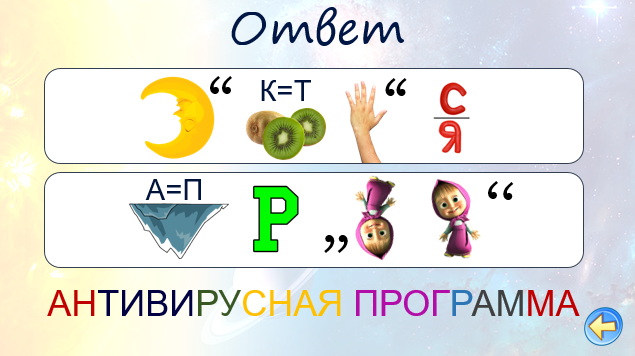 Ответ
“ К=Т “ С
Я
А=П Р „ “
АНТИВИРУСНАЯ ПРОГРАММА